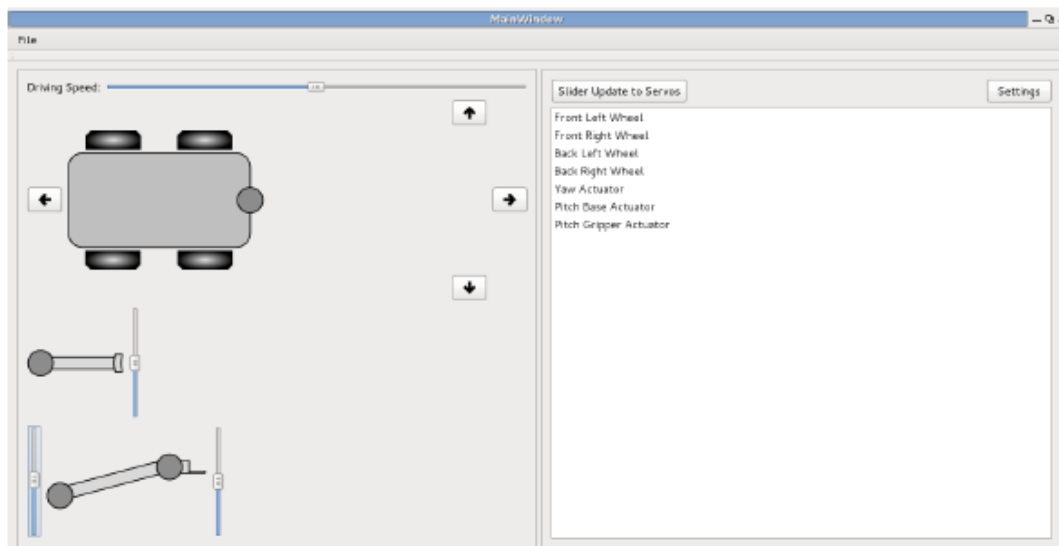 MainWindow
File
Driving Speed:
Slider Update to Servos
Settings
Front Left Wheel
Front Right Wheel
Back Left Wheel
Back Right Wheel
Yaw Actuator
Pitch Base Actuator
Pitch Gripper Actuator